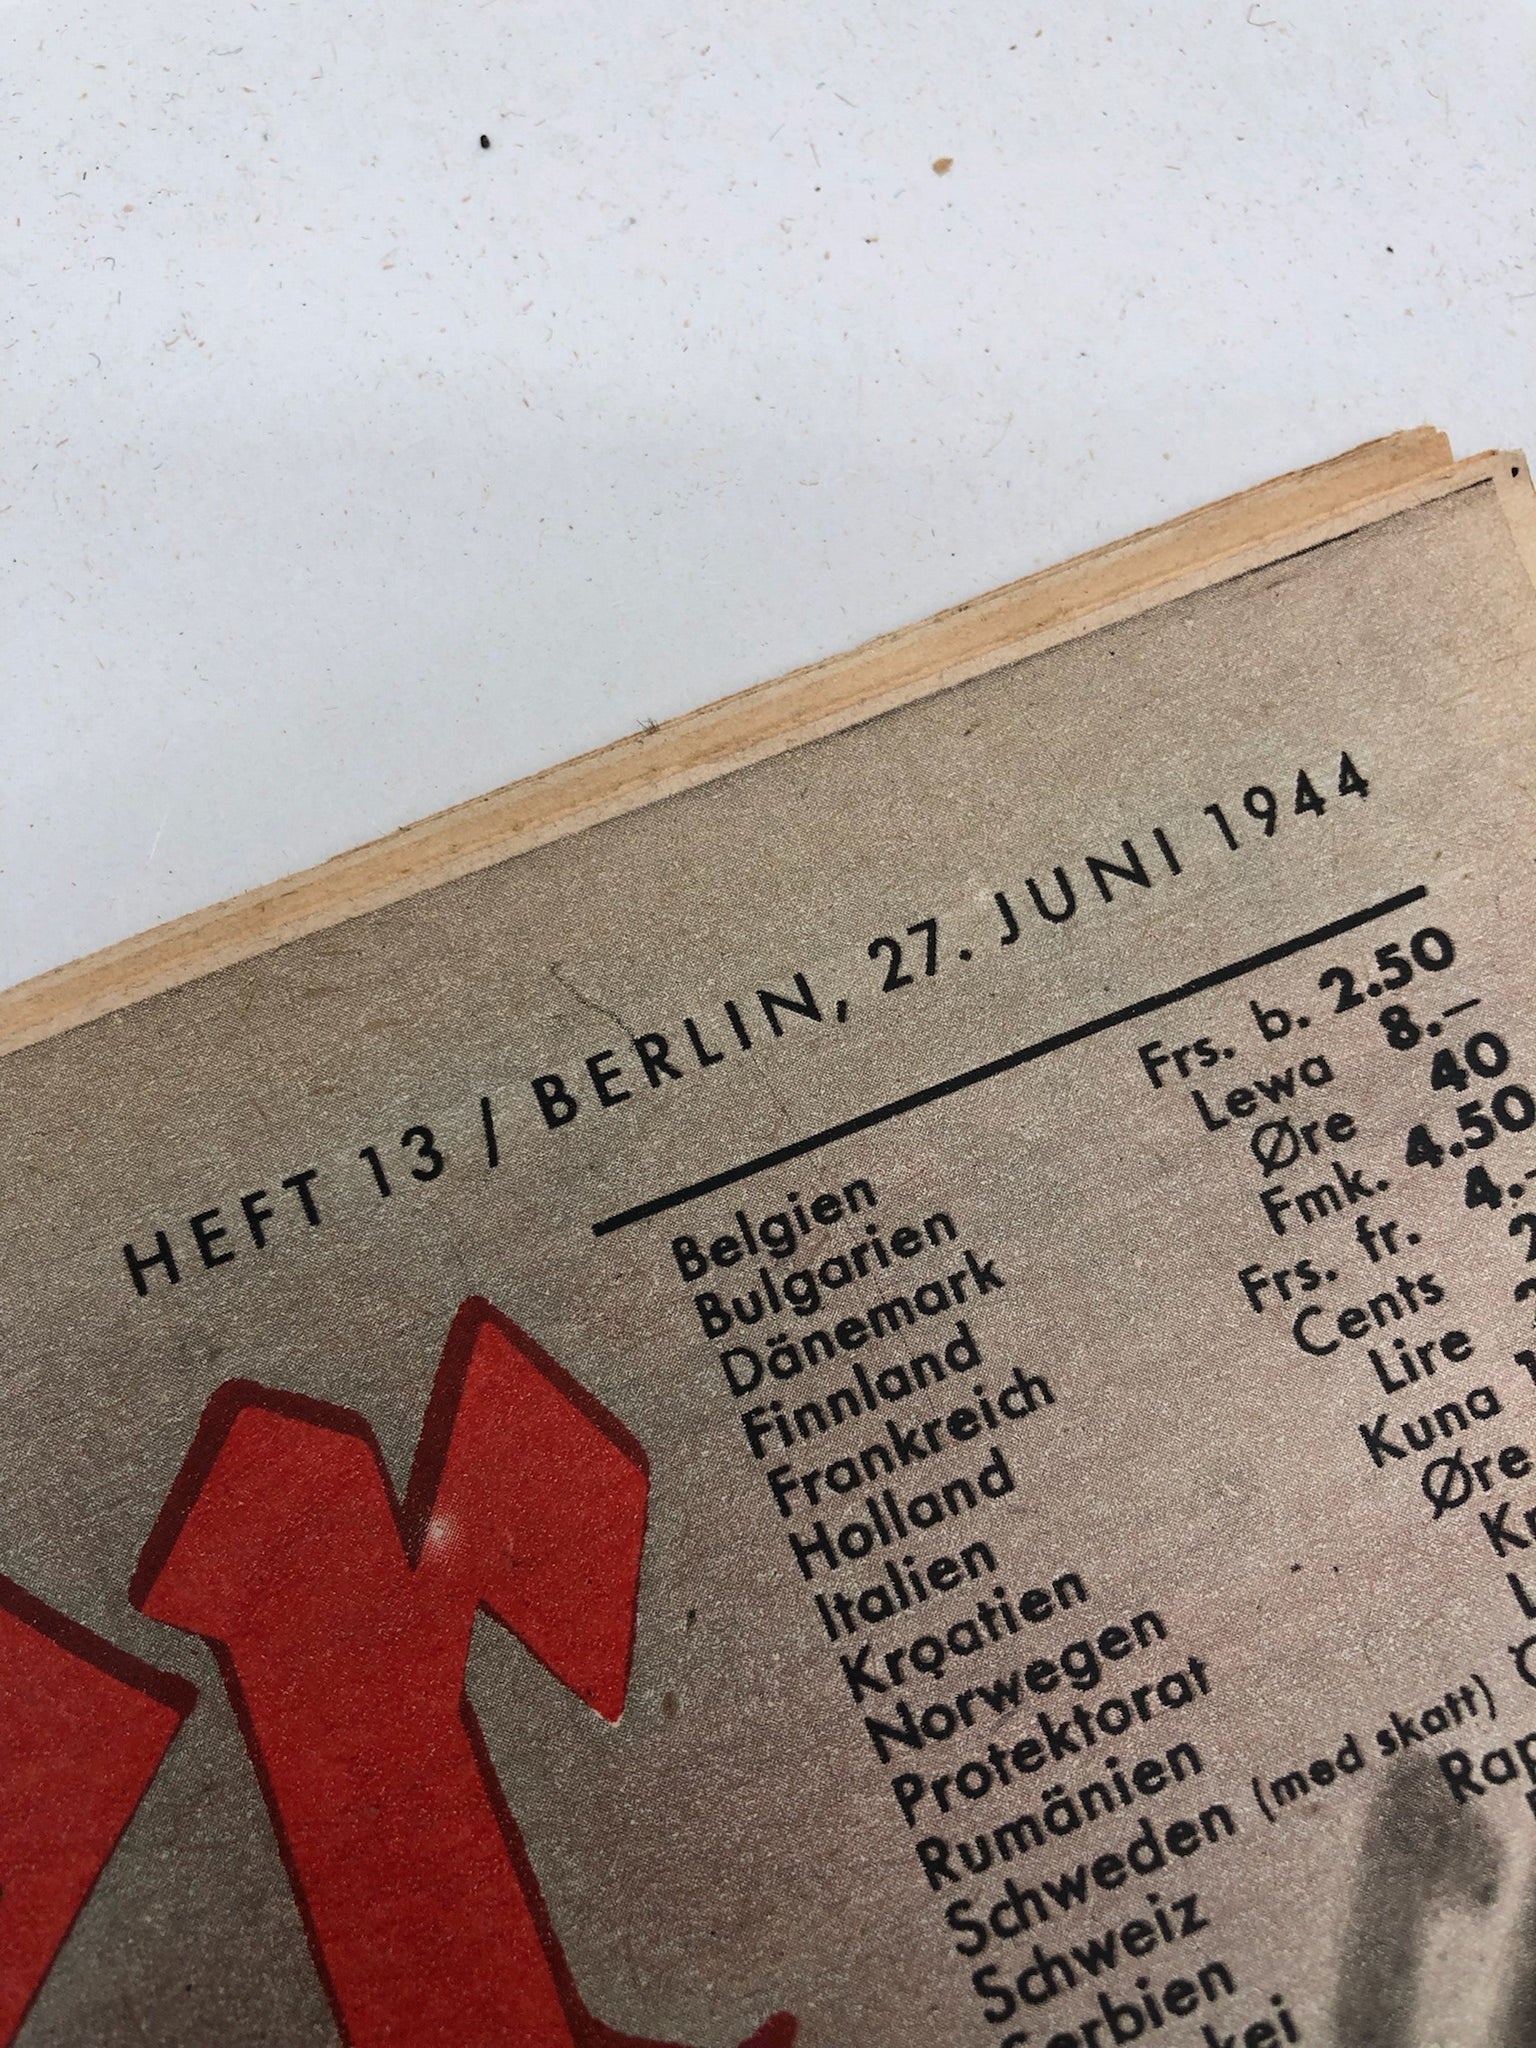 HEFT 13 / BERLIN, 27. JUNI 1944
Belgien Frs. b. 2.50
Bulgarien Lewa 8.–
Dänemark Øre 40
Finnland Fmk. 4.50
Frankreich Frs. fr. 4.–
Holland Cents
Italien Lire
Kroatien Kuna
Norwegen Øre
Protektorat
Rumänien
Schweden (med skatt)
Schweiz
Serbien
r